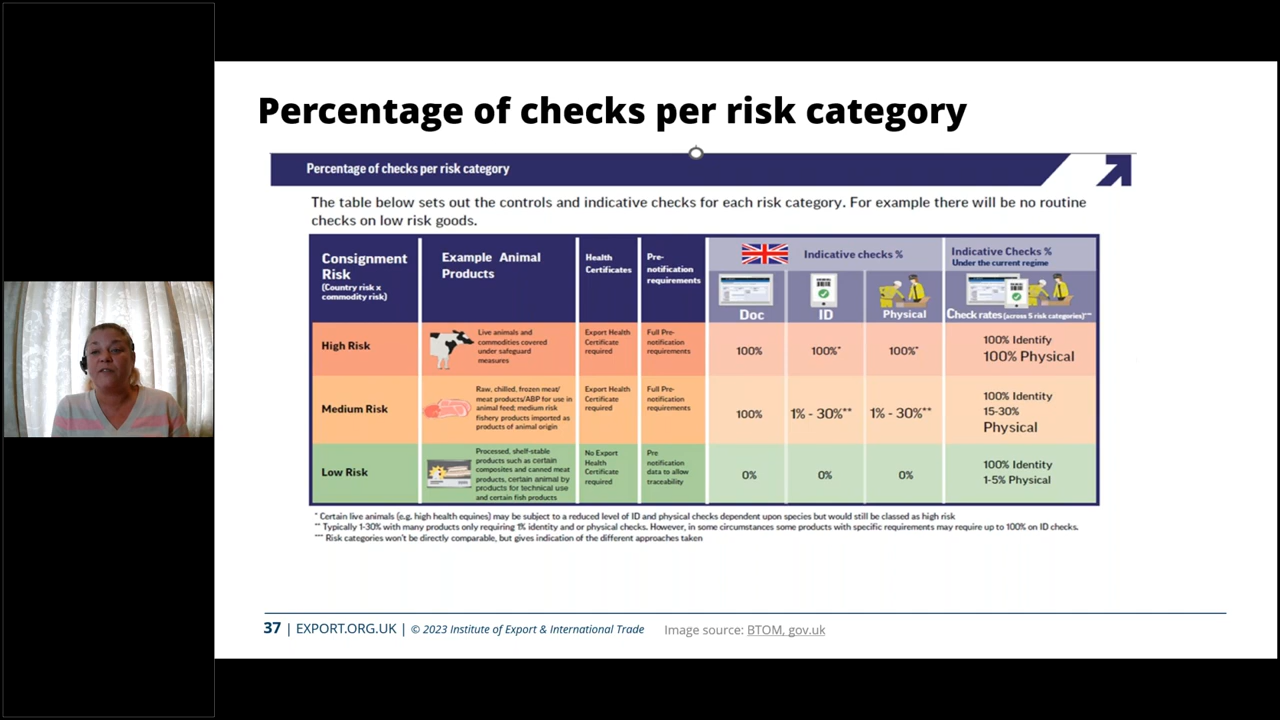 Percentage of checks per risk category
Percentage of checks per risk category
The table below sets out the controls and indicative checks for each risk category. For example there will be no routine
checks on low risk goods.
Consignment
Risk
(Country risk x
commodity risk)
Example Animal
Products
Health
Certificates
Pre-
notification
requirements
Indicative checks %
Doc
ID
Physical
Indicative Checks %
Under the current regime
Check rates (across 5 risk categories)***
High Risk
Live animals and
commodities covered
under safeguard
measures
Export Health
Certificate
required
Full Pre-
notification
requirements
100%
100%*
100%*
100% Identify
100% Physical
Medium Risk
Raw, chilled, frozen meat/
meat products/ABP for use in
animal feed; medium risk
fishery products imported as
products of animal origin
Export Health
Certificate
required
Full Pre-
notification
requirements
100%
1% - 30%**
1% - 30%**
100% Identity
15-30%
Physical
Low Risk
Processed, shelf-stable
products such as certain
composites and canned meat
products, certain animal by
products for technical use
and certain fish products
No Export
Health
Certificate
required
Pre
notification
data to allow
traceability
0%
0%
0%
100% Identity
1-5% Physical
* Certain live animals (e.g. high health equines) may be subject to a reduced level of ID and physical checks dependent upon species but would still be classed as high risk
** Typically 1-30% with many products only requiring 1% identity and or physical checks. However, in some circumstances some products with specific requirements may require up to 100% on ID checks.
*** Risk categories won't be directly comparable, but gives indication of the different approaches taken
37 | EXPORT.ORG.UK | © 2023 Institute of Export & International Trade Image source: BTOM, gov.uk